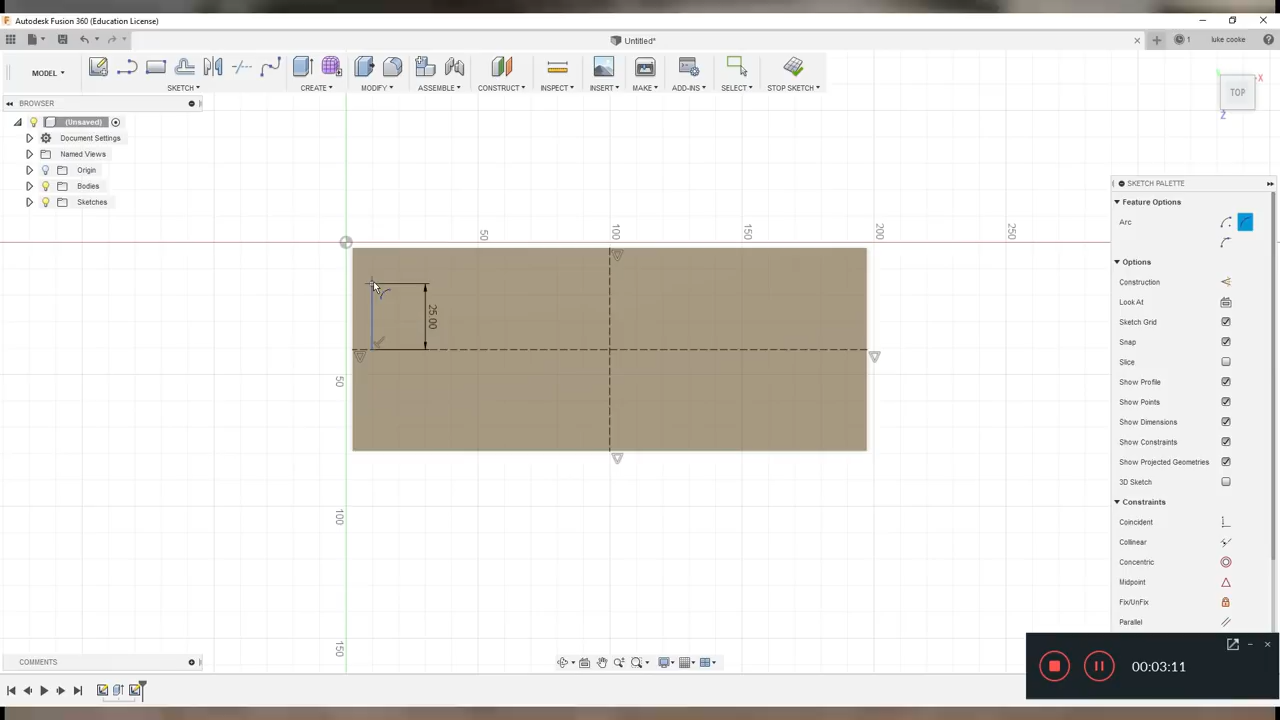 Autodesk Fusion 360 (Education License)
Untitled*
1
luke cooke
MODEL
SKETCH
CREATE
MODIFY
ASSEMBLE
CONSTRUCT
INSPECT
INSERT
MAKE
ADD-INS
SELECT
STOP SKETCH
BROWSER
(Unsaved)
Document Settings
Named Views
Origin
Bodies
Sketches
TOP
X
Z
50
100
150
200
250
50
100
150
25.00
SKETCH PALETTE
Feature Options
Arc
Options
Construction
Look At
Sketch Grid
Snap
Slice
Show Profile
Show Points
Show Dimensions
Show Constraints
Show Projected Geometries
3D Sketch
Constraints
Coincident
Collinear
Concentric
Midpoint
Fix/UnFix
Parallel
COMMENTS
00:03:11